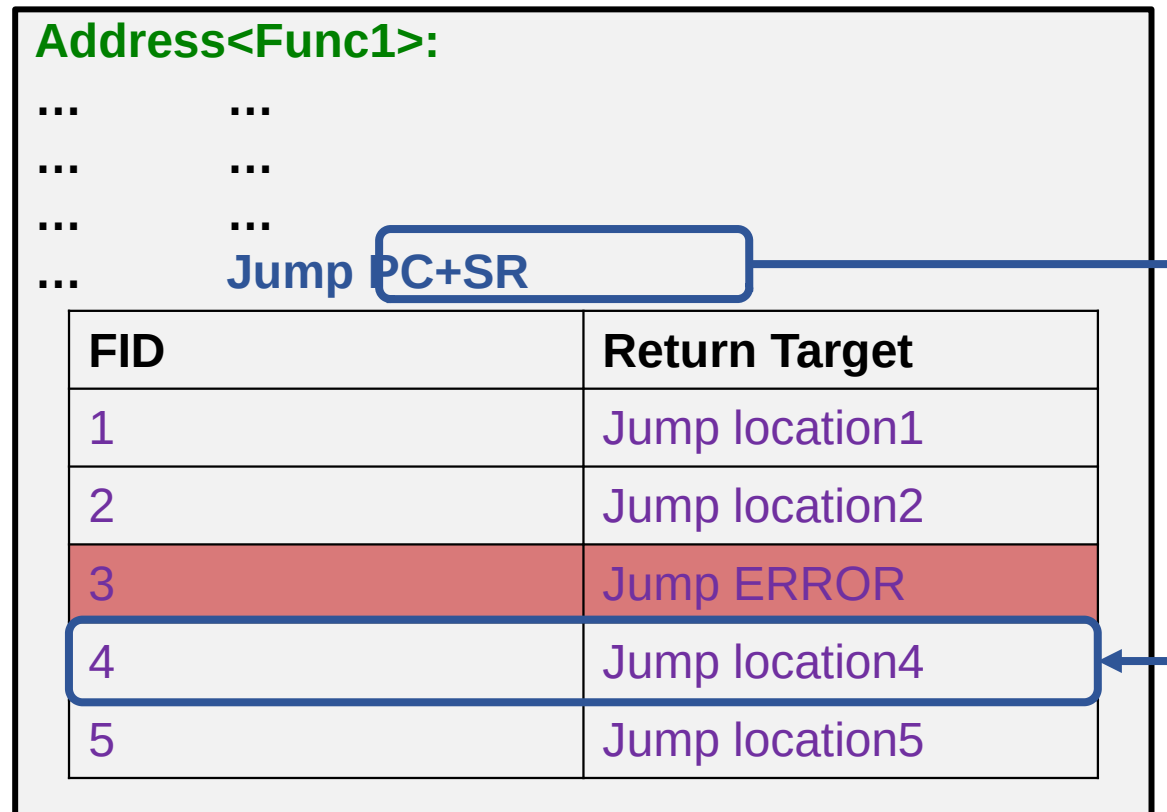 Address<Func1>:
... ...
... ...
... ...
... Jump PC+SR
FID Return Target
1 Jump location1
2 Jump location2
3 Jump ERROR
4 Jump location4
5 Jump location5